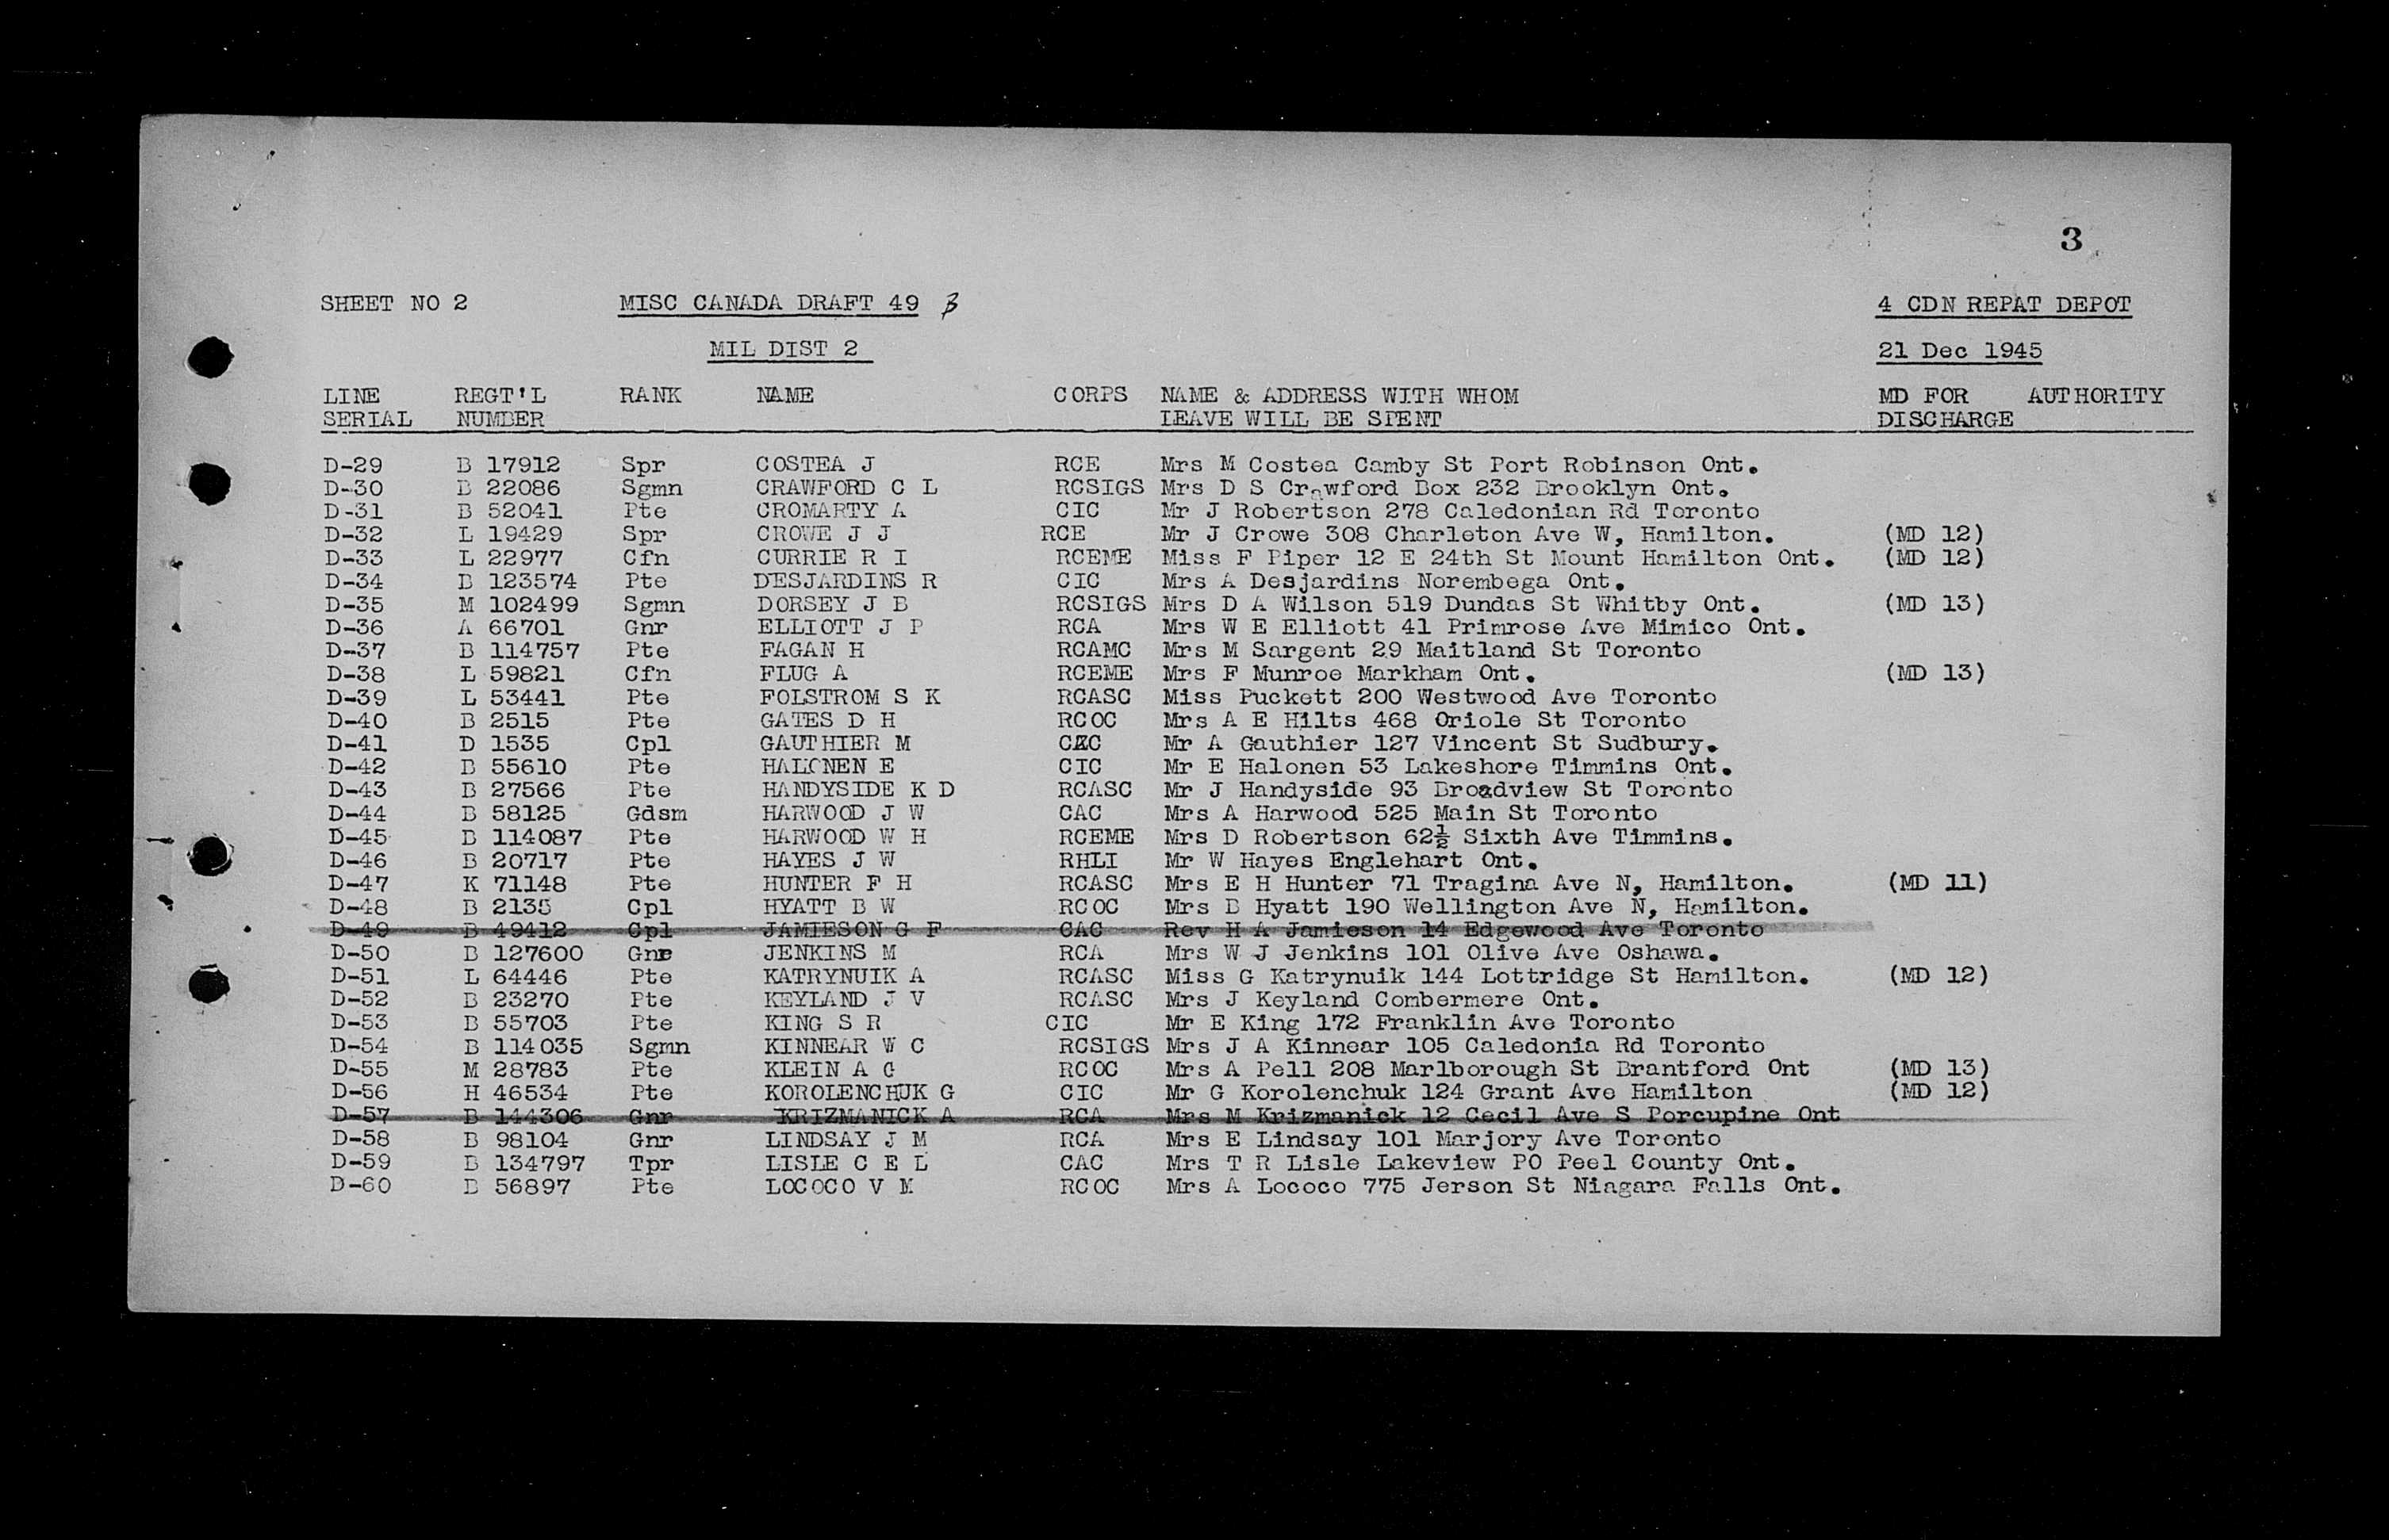 3
SHEET NO 2 MISC CANADA DRAFT 49 B 4 CDN REPAT DEPOT
MIL DIST 2 21 Dec 1945
LINE REGT'L RANK NAME CORPS NAME & ADDRESS WITH WHOM MD FOR AUTHORITY
SERIAL NUMBER LEAVE WILL BE SPENT DISCHARGE
D-29 B 17912 Spr COSTEA J RCE Mrs M Costea Camby St Port Robinson Ont.
D-30 B 22086 Sgmn CRAWFORD C L RCSIGS Mrs D S Crawford Box 232 Brooklyn Ont.
D-31 B 52041 Pte CROMARTY A CIC Mr J Robertson 278 Caledonian Rd Toronto
D-32 L 19429 Spr CROWE J J RCE Mr J Crowe 308 Charleton Ave W, Hamilton. (MD 12)
D-33 L 22977 Cfn CURRIE R I RCEME Miss F Piper 12 E 24th St Mount Hamilton Ont. (MD 12)
D-34 B 123574 Pte DESJARDINS R CIC Mrs A Desjardins Norembega Ont.
D-35 M 102499 Sgmn DORSEY J B RCSIGS Mrs D A Wilson 519 Dundas St Whitby Ont. (MD 13)
D-36 A 66701 Gnr ELLIOTT J P RCA Mrs W E Elliott 41 Primrose Ave Mimico Ont.
D-37 B 114757 Pte FAGAN H RCAMC Mrs M Sargent 29 Maitland St Toronto
D-38 L 59821 Cfn FLUG A RCEME Mrs F Munroe Markham Ont. (MD 13)
D-39 L 53441 Pte FOLSTROM S K RCASC Miss Puckett 200 Westwood Ave Toronto
D-40 B 2515 Pte GATES D H RCOC Mrs A E Hilts 468 Oriole St Toronto
D-41 D 1535 Cpl GAUTHIER M Mr A Gauthier 127 Vincent St Sudbury.
D-42 B 55610 Pte HALONEN E CIC Mr E Halonen 53 Lakeshore Timmins Ont.
D-43 B 27566 Pte HANDYSIDE K D RCASC Mr J Handyside 93 Broadview St Toronto
D-44 B 58125 Gdsm HARWOOD J W CAC Mrs A Harwood 525 Main St Toronto
D-45 B 114087 Pte HARWOOD W H RCEME Mrs D Robertson 62½ Sixth Ave Timmins.
D-46 B 20717 Pte HAYES J W RHLI Mr W Hayes Englehart Ont.
D-47 K 71148 Pte HUNTER F H RCASC Mrs E H Hunter 71 Tragina Ave N, Hamilton. (MD 11)
D-48 B 2135 Cpl HYATT B W RCOC Mrs B Hyatt 190 Wellington Ave N, Hamilton.
D-49 B 49412 Cpl JAMIESON G F CAC Rev H A Jamieson 14 Edgewood Ave Toronto
D-50 B 127600 Gnr JENKINS M RCA Mrs W J Jenkins 101 Olive Ave Oshawa.
D-51 L 64446 Pte KATRYNUIK A RCASC Miss G Katrynuik 144 Lottridge St Hamilton. (MD 12)
D-52 B 23270 Pte KEYLAND J V RCASC Mrs J Keyland Combermere Ont.
D-53 B 55703 Pte KING S R CIC Mr E King 172 Franklin Ave Toronto
D-54 B 114035 Sgmn KINNEAR W C RCSIGS Mrs J A Kinnear 105 Caledonia Rd Toronto
D-55 M 28783 Pte KLEIN A G RCOC Mrs A Pell 208 Marlborough St Brantford Ont (MD 13)
D-56 H 46534 Pte KOROLENCHUK G CIC Mr G Korolenchuk 124 Grant Ave Hamilton (MD 12)
D-57 B 144306 Gnr KRIZMANICK A RCA Mrs M Krizmanick 12 Cecil Ave S Porcupine Ont
D-58 B 98104 Gnr LINDSAY J M RCA Mrs E Lindsay 101 Marjory Ave Toronto
D-59 B 134797 Tpr LISLE C E L CAC Mrs T R Lisle Lakeview PO Peel County Ont.
D-60 B 56897 Pte LOCOCO V M RCOC Mrs A Lococo 775 Jerson St Niagara Falls Ont.